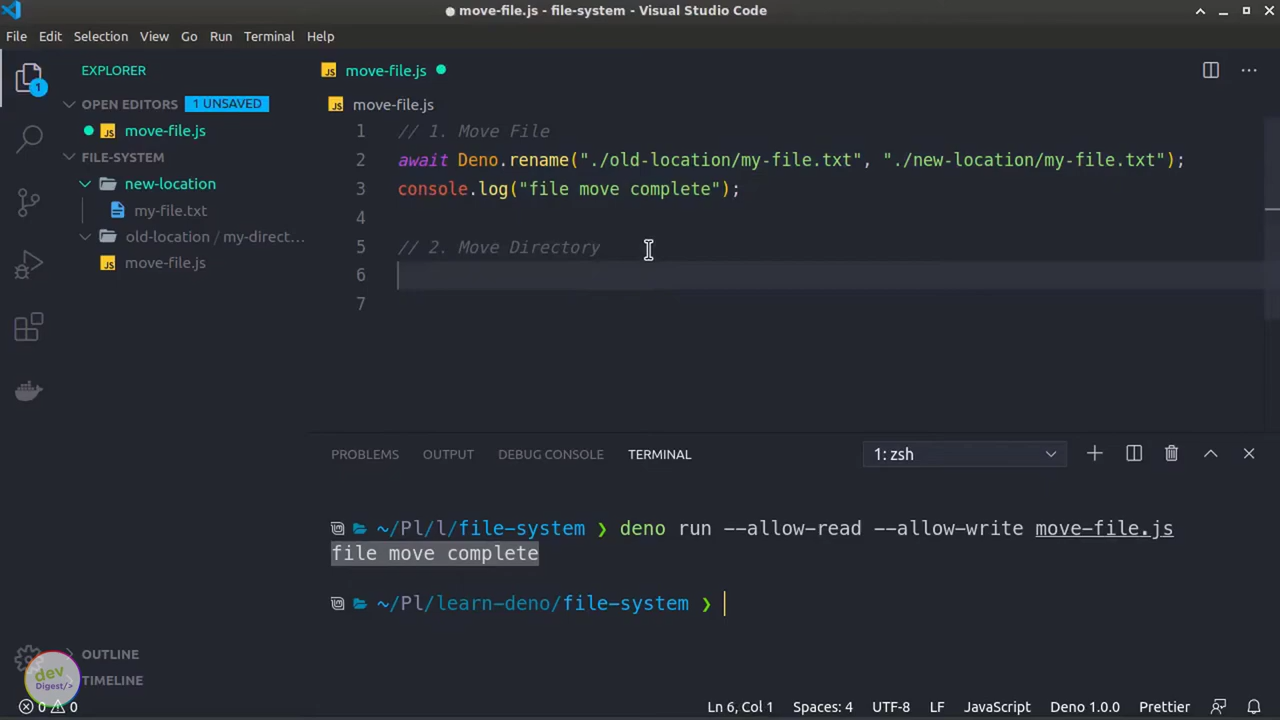 move-file.js - file-system - Visual Studio Code
File Edit Selection View Go Run Terminal Help
EXPLORER
OPEN EDITORS 1 UNSAVED
move-file.js
FILE-SYSTEM
new-location
my-file.txt
old-location / my-direct...
move-file.js
OUTLINE
TIMELINE
1
move-file.js
move-file.js
1 // 1. Move File
2 await Deno.rename("./old-location/my-file.txt", "./new-location/my-file.txt");
3 console.log("file move complete");
4
5 // 2. Move Directory
6
7
PROBLEMS OUTPUT DEBUG CONSOLE TERMINAL 1: zsh
~/Pl/l/file-system ❯ deno run --allow-read --allow-write move-file.js
file move complete
~/Pl/learn-deno/file-system ❯
dev
Digest/>
0 0 Ln 6, Col 1 Spaces: 4 UTF-8 LF JavaScript Deno 1.0.0 Prettier